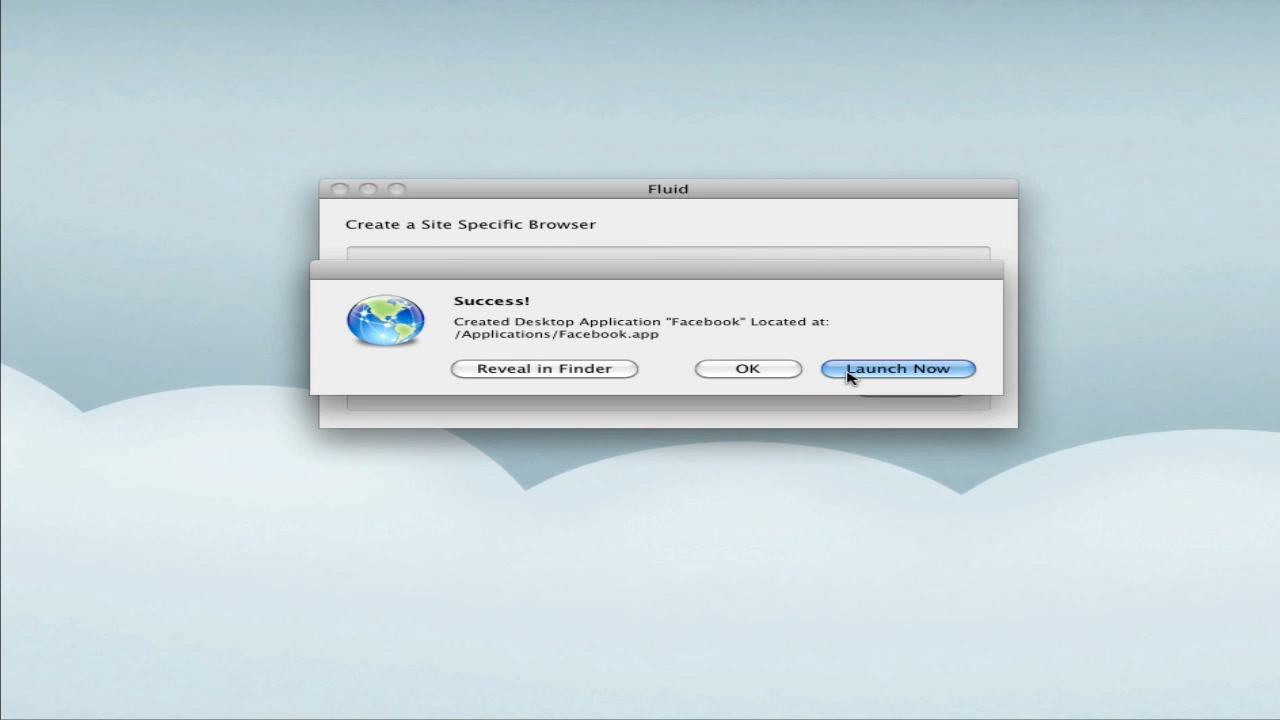 Fluid
Create a Site Specific Browser
Success!
Created Desktop Application "Facebook" Located at:
/Applications/Facebook.app
Reveal in Finder
OK
Launch Now